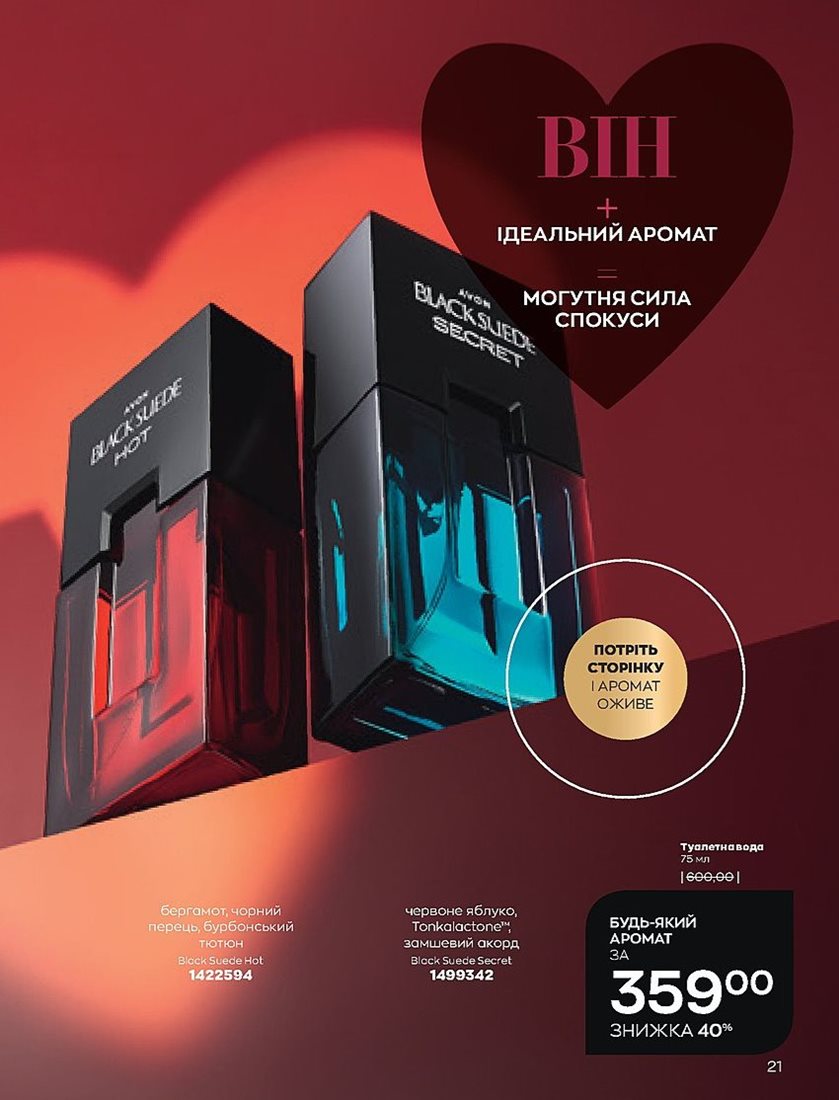 ВІН
+
ІДЕАЛЬНИЙ АРОМАТ
=
МОГУТНЯ СИЛА
СПОКУСИ
AVON
BLACK SUEDE
SECRET
AVON
BLACK SUEDE
HOT
ПОТРІТЬ
СТОРІНКУ
І АРОМАТ
ОЖИВЕ
Туалетна вода
75 мл
| 600,00 |
БУДЬ-ЯКИЙ
АРОМАТ
ЗА
359⁰⁰
ЗНИЖКА 40%
бергамот, чорний
перець, бурбонський
тютюн
Black Suede Hot
1422594
червоне яблуко,
Tonkalactone™,
замшевий акорд
Black Suede Secret
1499342
21